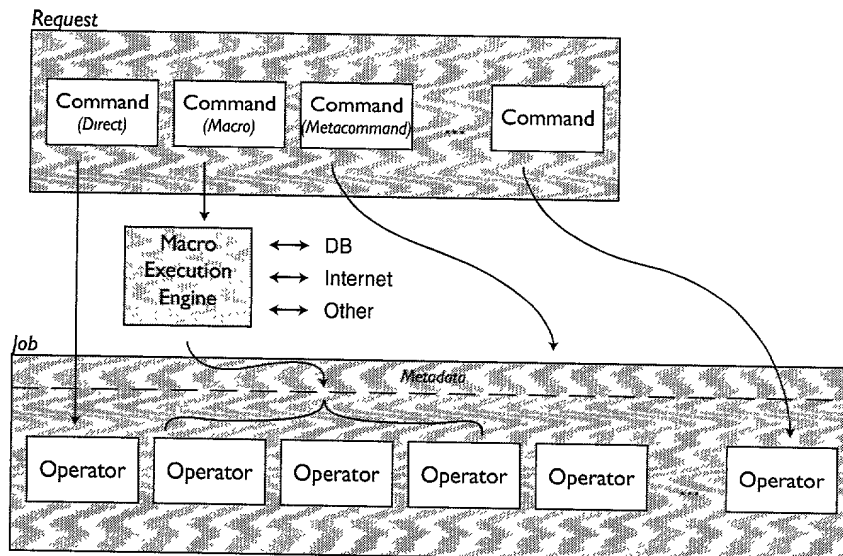 Request
Command
(Direct)
Command
(Macro)
Command
(Metacommand)
...
Command
Macro
Execution
Engine
DB
Internet
Other
Job
Metadata
Operator
Operator
Operator
Operator
Operator
...
Operator